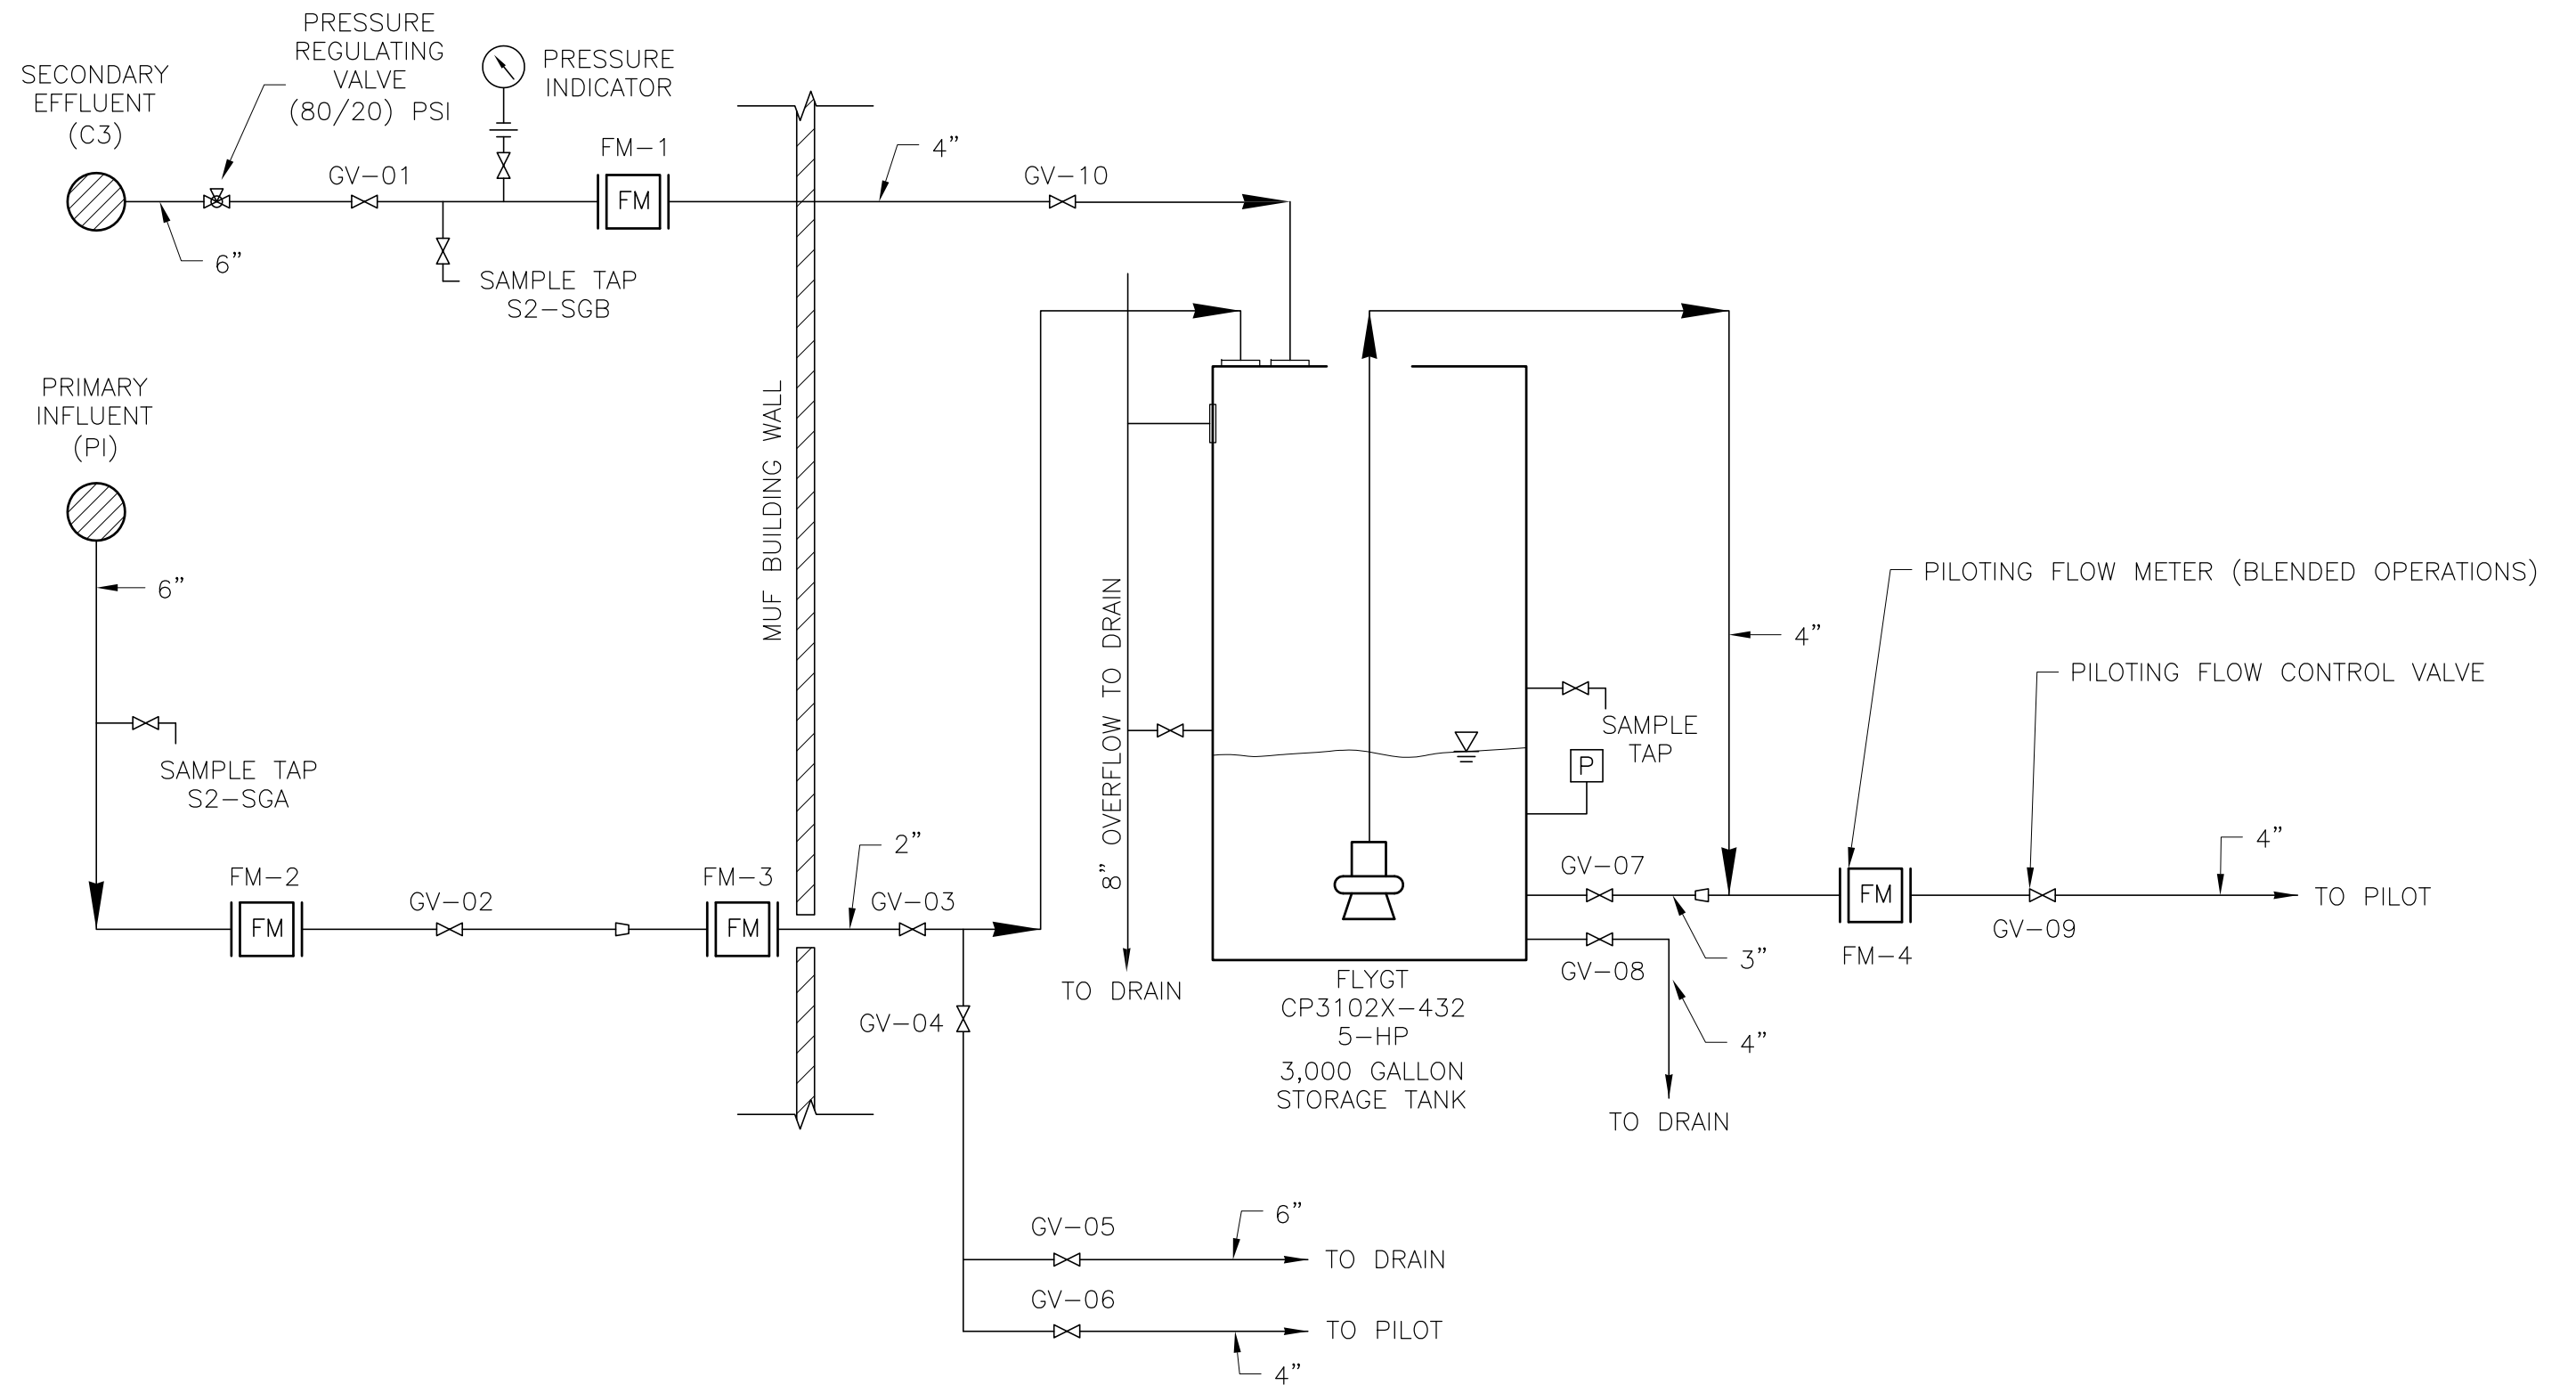 PRESSURE
REGULATING
VALVE
(80/20) PSI
SECONDARY
EFFLUENT
(C3)
PRESSURE
INDICATOR
GV-01
FM-1
FM
4"
GV-10
6"
SAMPLE TAP
S2-SGB
PRIMARY
INFLUENT
(PI)
6"
MUF BUILDING WALL
8" OVERFLOW TO DRAIN
SAMPLE TAP
S2-SGA
FM-2
FM
GV-02
FM-3
FM
2"
GV-03
GV-04
TO DRAIN
SAMPLE
TAP
P
4"
PILOTING FLOW METER (BLENDED OPERATIONS)
PILOTING FLOW CONTROL VALVE
GV-07
3"
GV-08
4"
TO DRAIN
FM
FM-4
GV-09
4"
TO PILOT
FLYGT
CP3102X-432
5-HP
3,000 GALLON
STORAGE TANK
GV-05
6"
TO DRAIN
GV-06
TO PILOT
4"